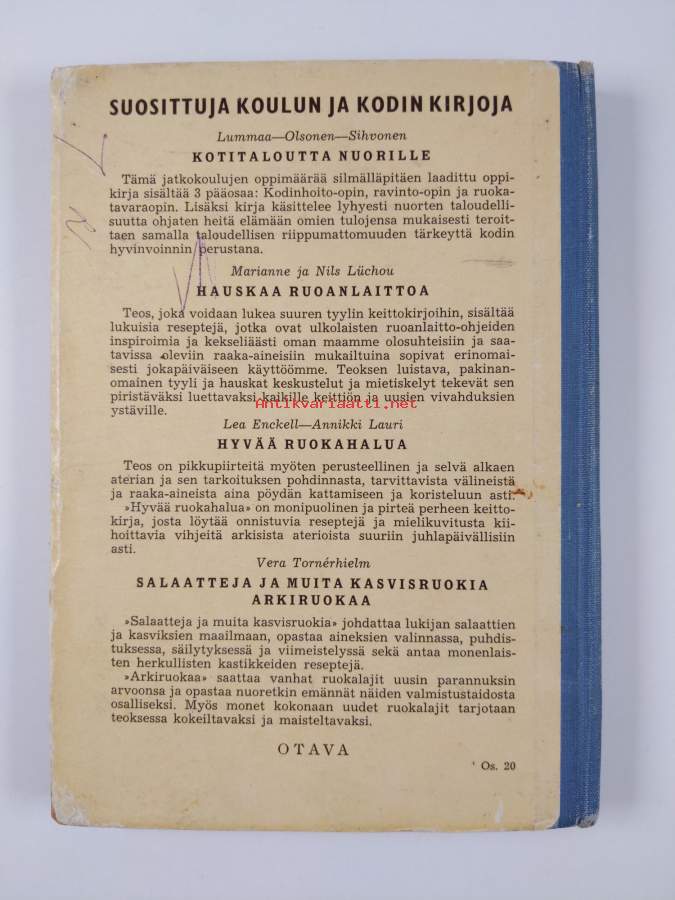 SUOSITTUJA KOULUN JA KODIN KIRJOJA
Lummaa—Olsonen—Sihvonen
KOTITALOUTTA NUORILLE
Tämä jatkokoulujen oppimäärää silmälläpitäen laadittu oppi-
kirja sisältää 3 pääosaa: Kodinhoito-opin, ravinto-opin ja ruoka-
tavaraopin. Lisäksi kirja käsittelee lyhyesti nuorten taloudelli-
suutta ohjaten heitä elämään omien tulojensa mukaisesti teroit-
taen samalla taloudellisen riippumattomuuden tärkeyttä kodin
hyvinvoinnin perustana.
Marianne ja Nils Lüchou
HAUSKAA RUOANLAITTOA
Teos, joka voidaan lukea suuren tyylin keittokirjoihin, sisältää
lukuisia reseptejä, jotka ovat ulkolaisten ruoanlaitto-ohjeiden
inspiroimia ja kekseliäästi oman maamme olosuhteisiin ja saa-
tavissa oleviin raaka-aineisiin mukailtuina sopivat erinomai-
sesti jokapäiväiseen käyttöömme. Teoksen luistava, pakinan-
omainen tyyli ja hauskat keskustelut ja mietiskelyt tekevät sen
piristäväksi luettavaksi kaikille keittiön ja uusien vivahduksien
ystäville.
Antikvariaatti.net
Lea Enckell—Annikki Lauri
HYVÄÄ RUOKAHALUA
Teos on pikkupiirteitä myöten perusteellinen ja selvä alkaen
aterian ja sen tarkoituksen pohdinnasta, tarvittavista välineistä
ja raaka-aineista aina pöydän kattamiseen ja koristeluun asti.
»Hyvää ruokahalua» on monipuolinen ja pirteä perheen keitto-
kirja, josta löytää onnistuvia reseptejä ja mielikuvitusta kii-
hoittavia vihjeitä arkisista aterioista suuriin juhlapäivällisiin
asti.
Vera Tornérhielm
SALAATTEJA JA MUITA KASVISRUOKIA
ARKIRUOKAA
»Salaatteja ja muita kasvisruokia» johdattaa lukijan salaattien
ja kasviksien maailmaan, opastaa aineksien valinnassa, puhdis-
tuksessa, säilytyksessä ja viimeistelyssä sekä antaa monenlais-
ten herkullisten kastikkeiden reseptejä.
»Arkiruokaa» saattaa vanhat ruokalajit uusin parannuksin
arvoonsa ja opastaa nuoretkin emännät näiden valmistustaidosta
osalliseksi. Myös monet kokonaan uudet ruokalajit tarjotaan
teoksessa kokeiltavaksi ja maisteltavaksi.
OTAVA
Os. 20